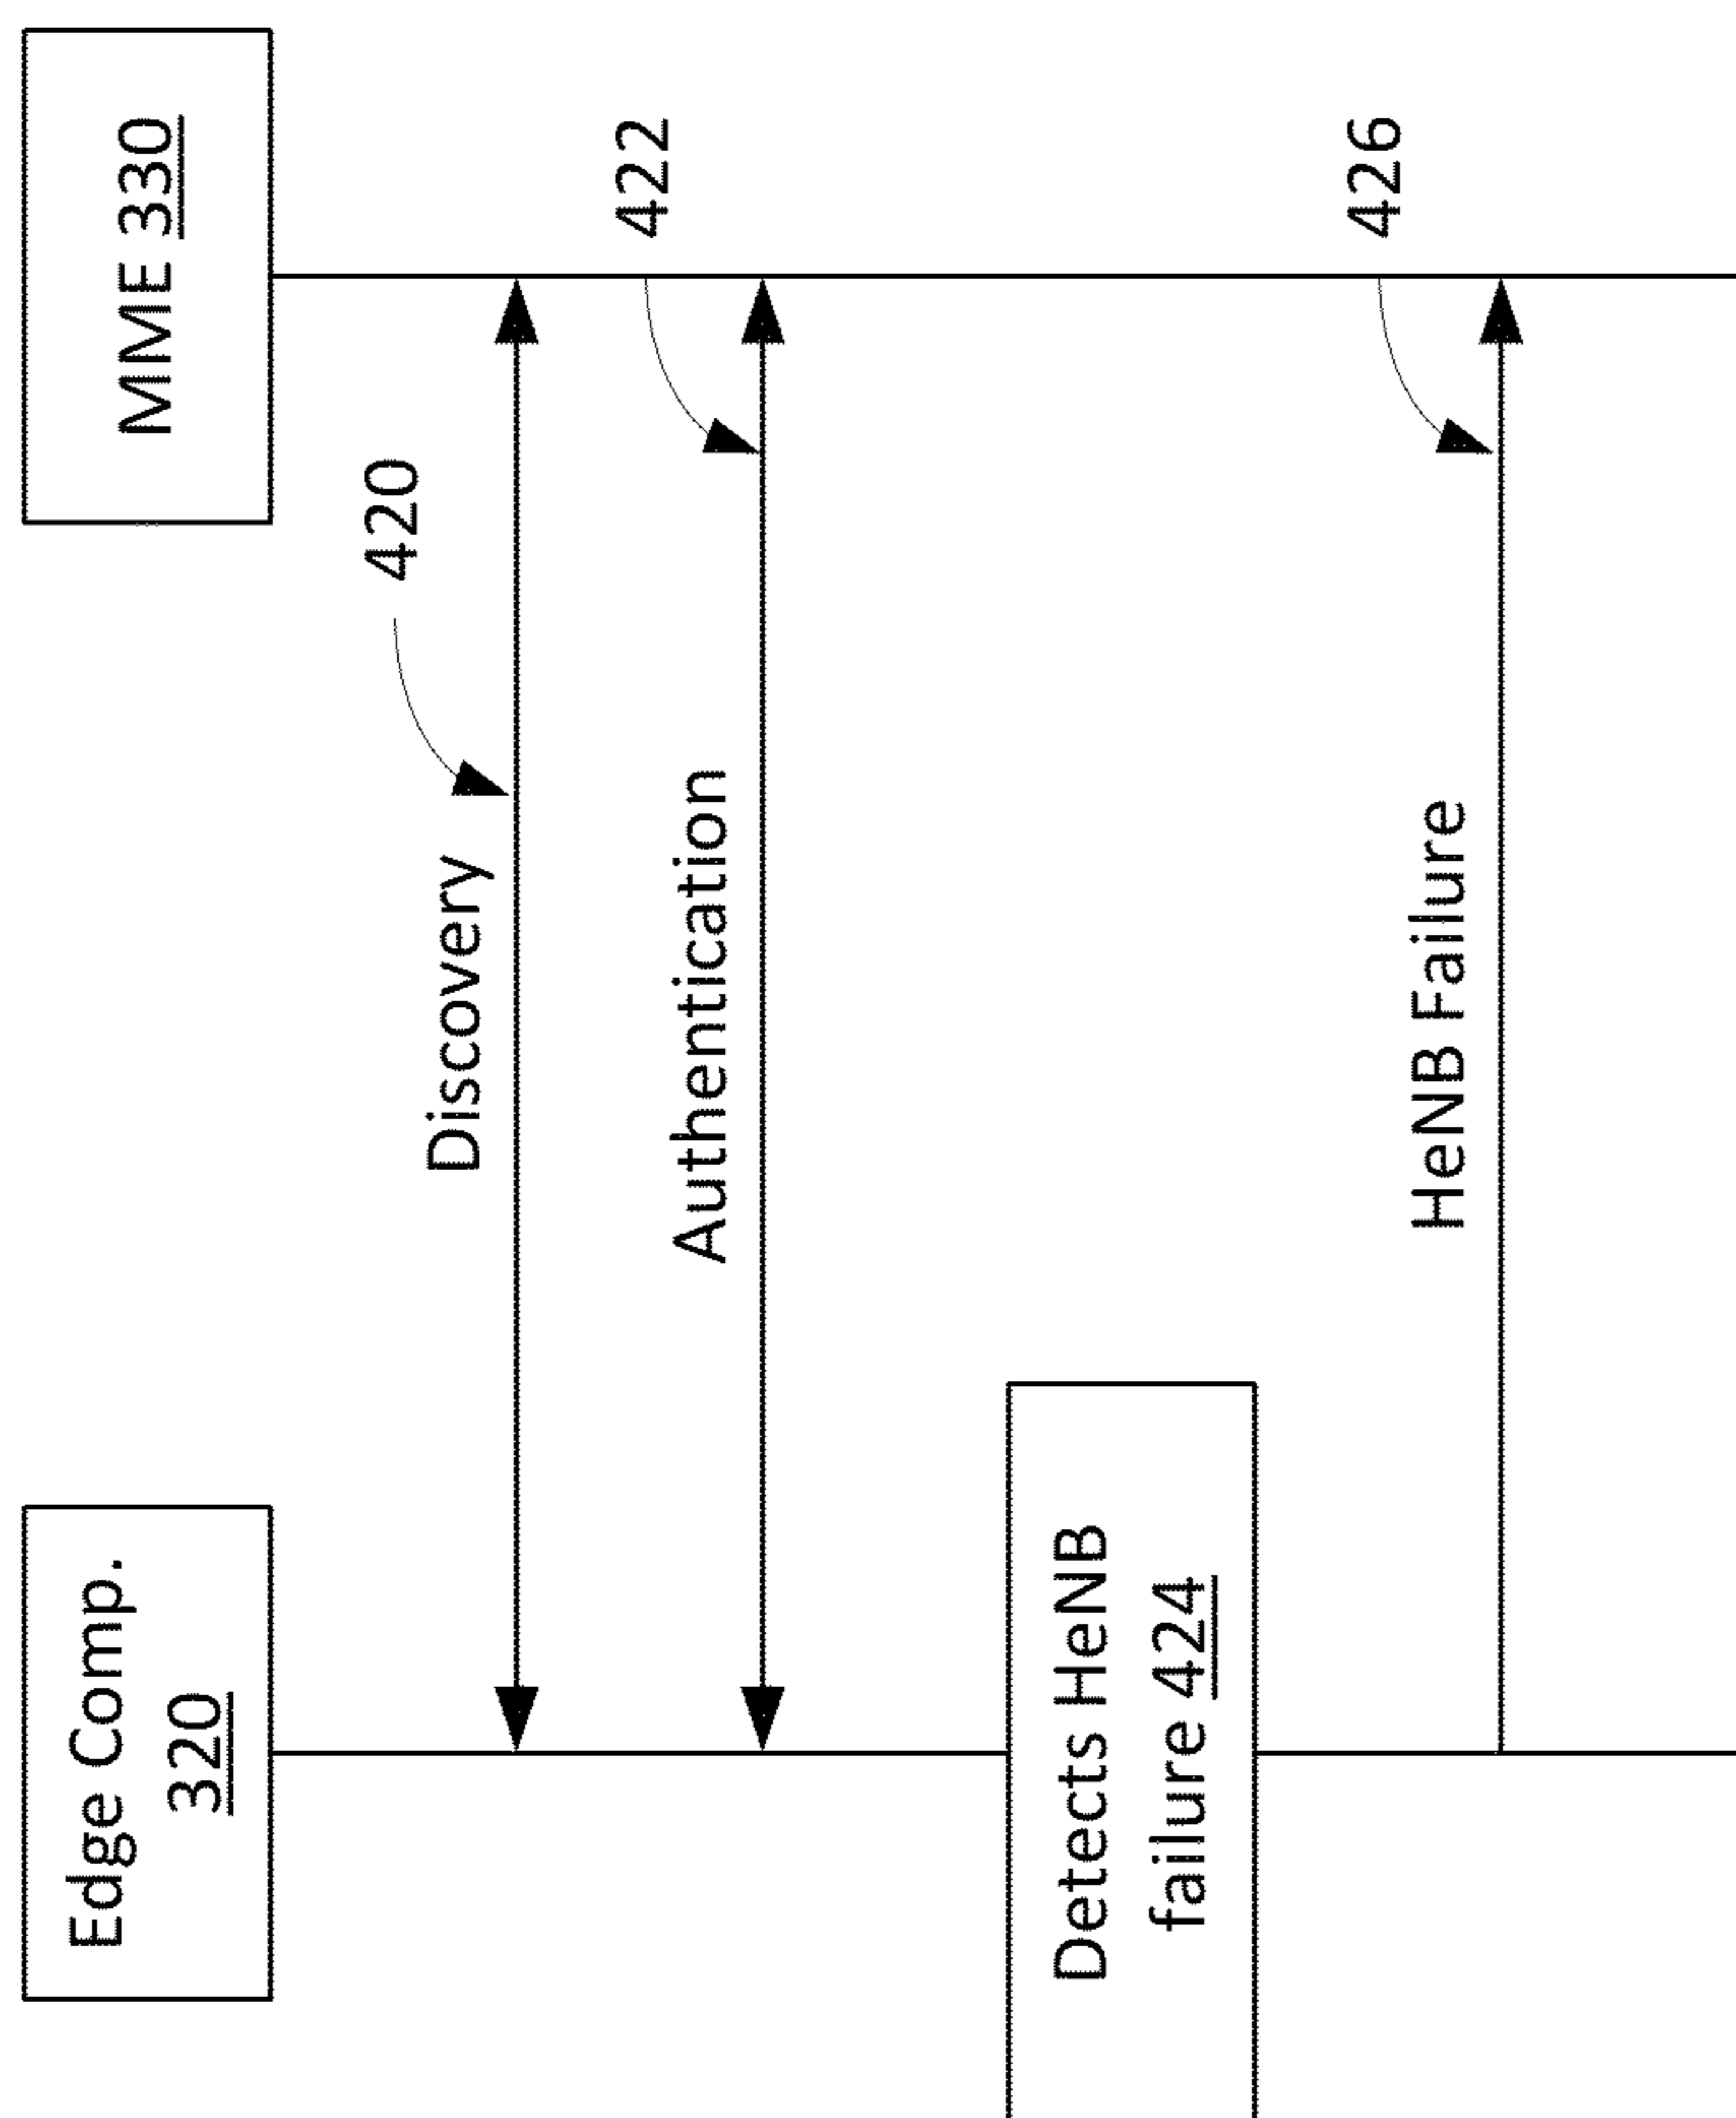 Edge Comp.
320
MME 330
420
Discovery
422
Authentication
Detects HeNB
failure 424
426
HeNB Failure